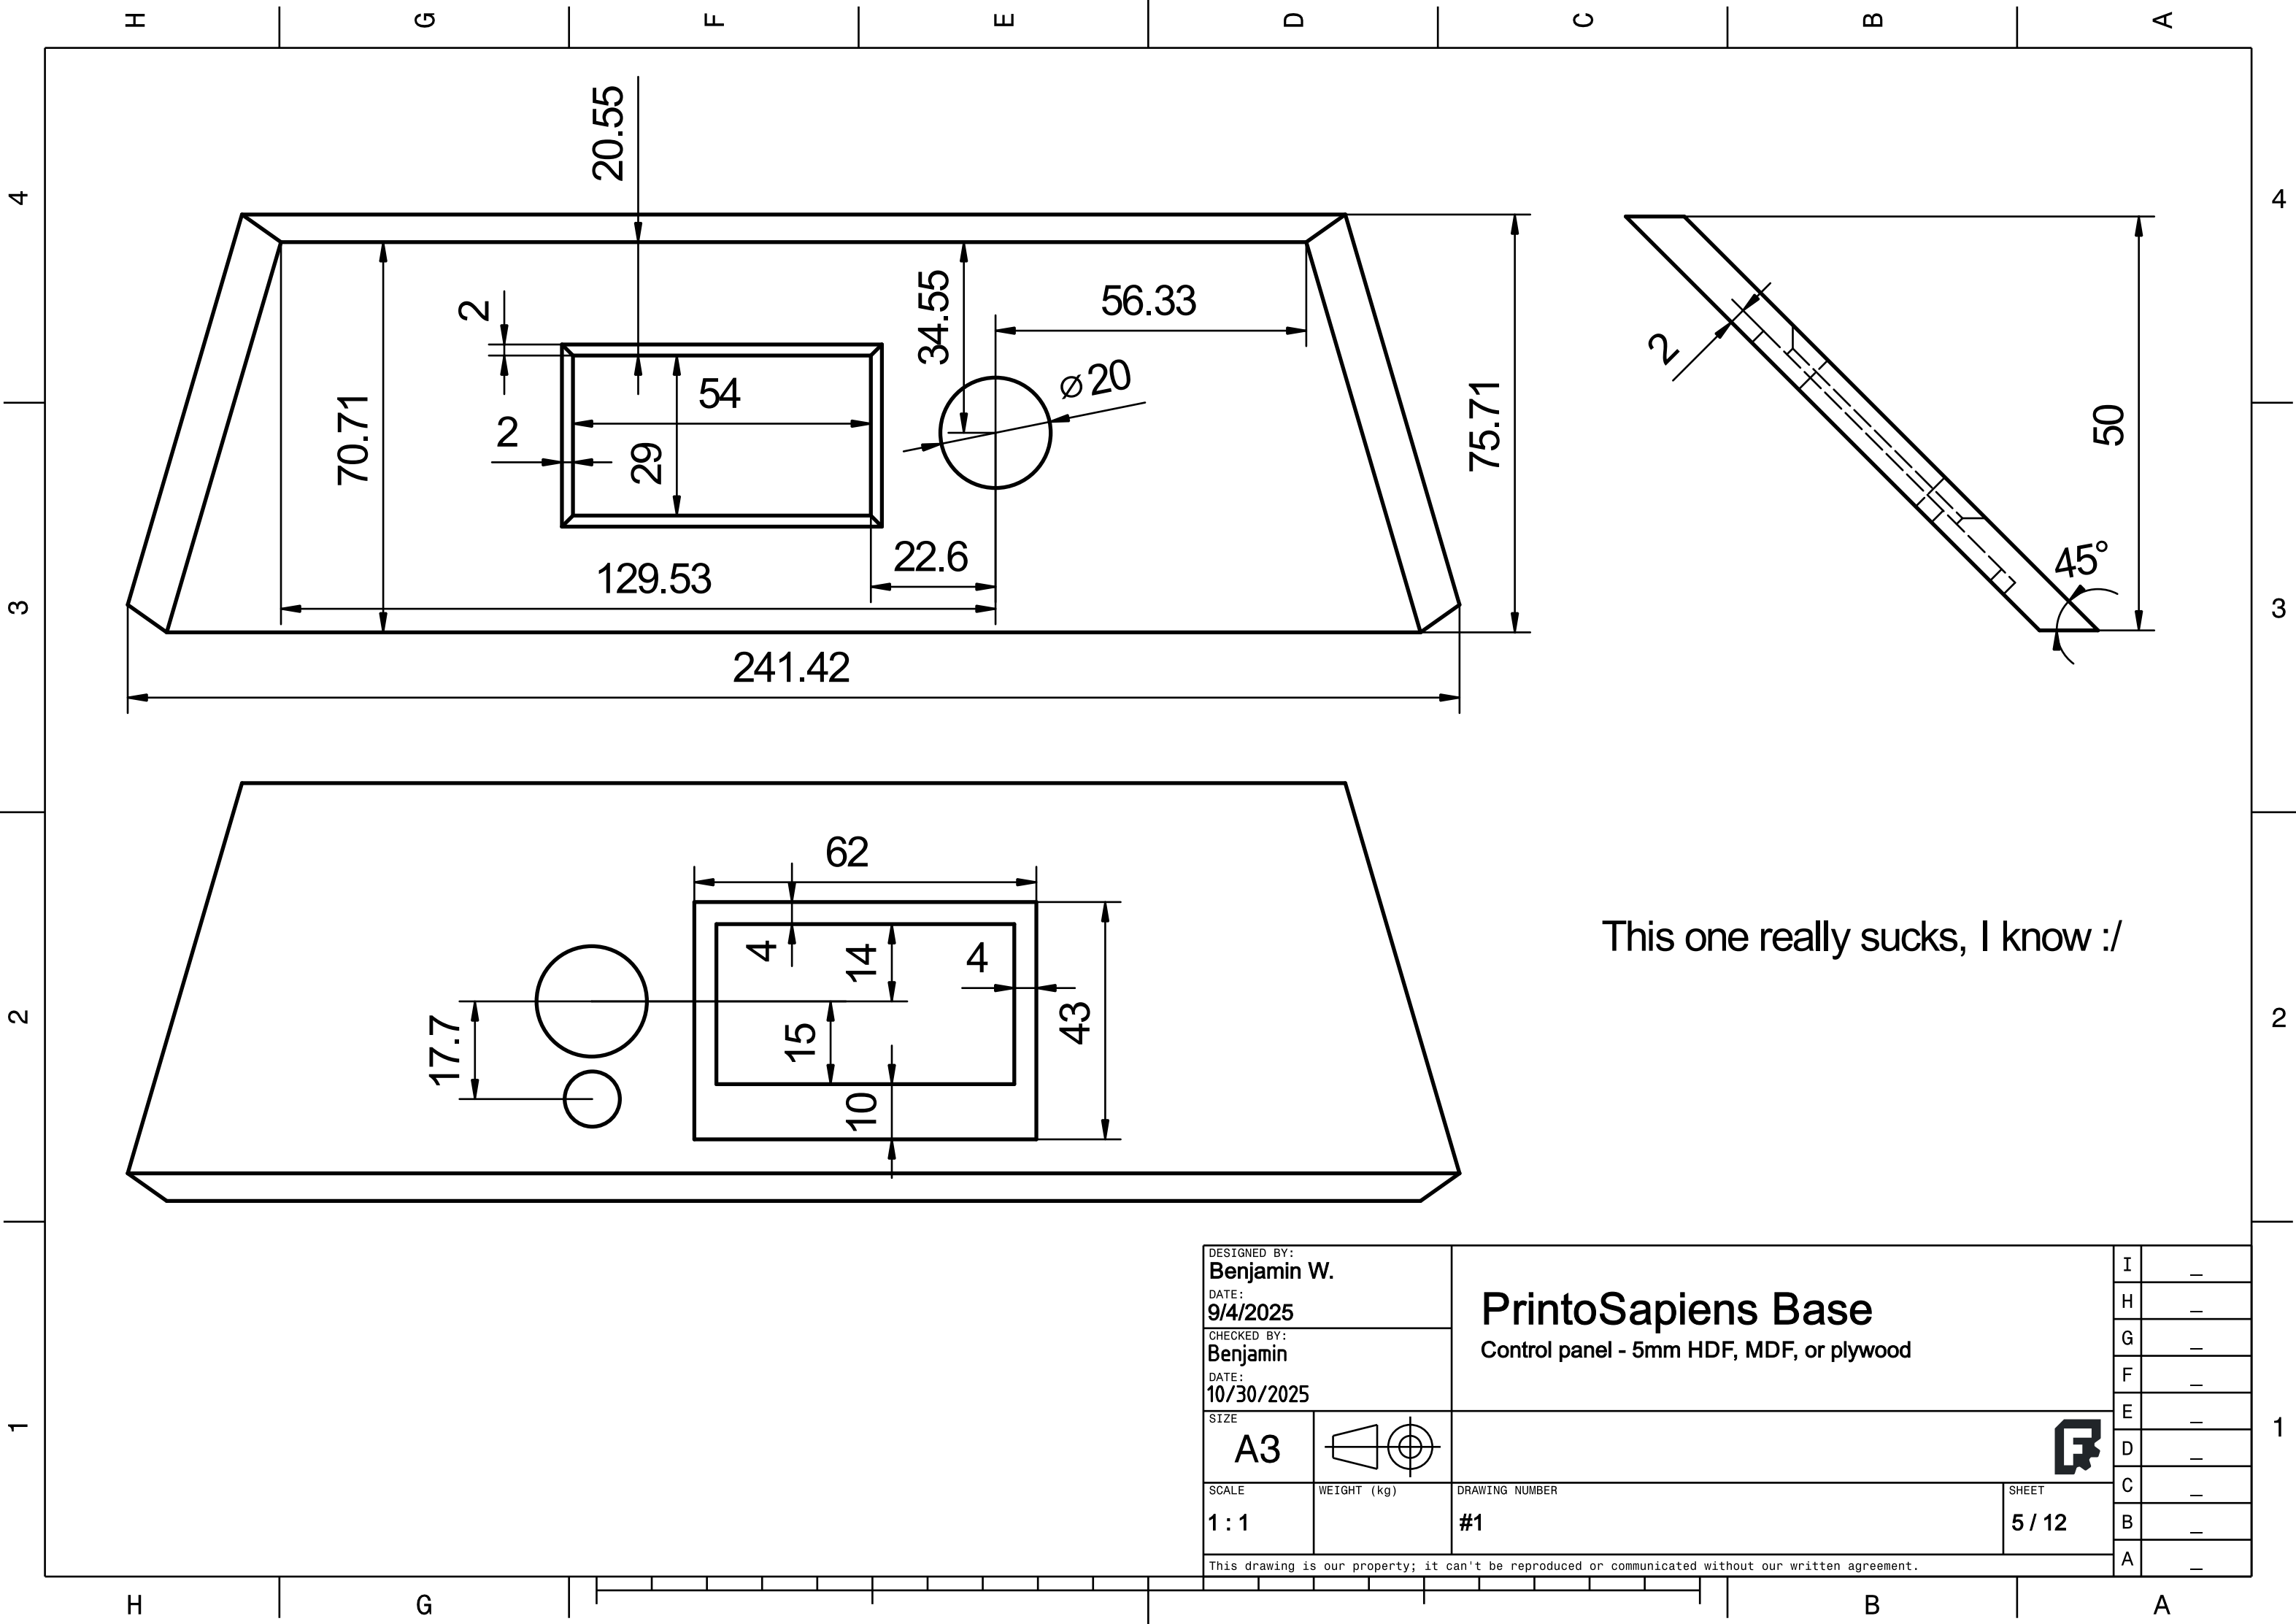 H G F E D C B A
4
4
20.55
2
34.55
56.33
⌀20
54
2
29
70.71
75.71
22.6
129.53
241.42
2
50
45°
3
3
62
4
14
4
43
15
17.7
10
This one really sucks, I know :/
2
2
DESIGNED BY:
Benjamin W.
DATE:
9/4/2025
CHECKED BY:
Benjamin
DATE:
10/30/2025
PrintoSapiens Base
Control panel - 5mm HDF, MDF, or plywood
SIZE
A3
SCALE
1 : 1
WEIGHT (kg)
DRAWING NUMBER
#1
SHEET
5 / 12
This drawing is our property; it can't be reproduced or communicated without our written agreement.
I _
H _
G _
F _
E _
D _
C _
B _
A _
F
1
1
H G B A